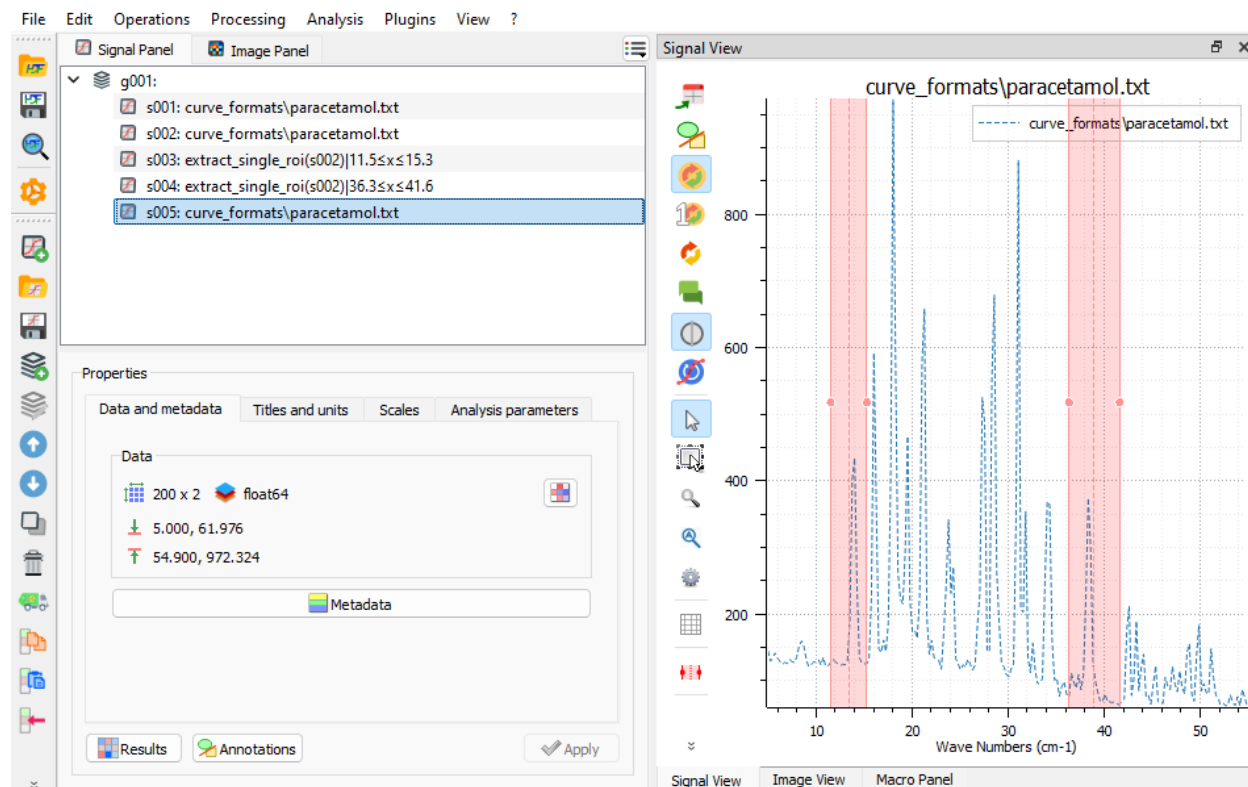 File Edit Operations Processing Analysis Plugins View ?
Signal Panel Image Panel
g001:
s001: curve_formats\paracetamol.txt
s002: curve_formats\paracetamol.txt
s003: extract_single_roi(s002)|11.5≤x≤15.3
s004: extract_single_roi(s002)|36.3≤x≤41.6
s005: curve_formats\paracetamol.txt
Properties
Data and metadata Titles and units Scales Analysis parameters
Data
200 x 2 float64
5.000, 61.976
54.900, 972.324
Metadata
Results Annotations Apply
Signal View
curve_formats\paracetamol.txt
curve_formats\paracetamol.txt
800
600
400
200
10 20 30 40 50
Wave Numbers (cm-1)
Signal View Image View Macro Panel